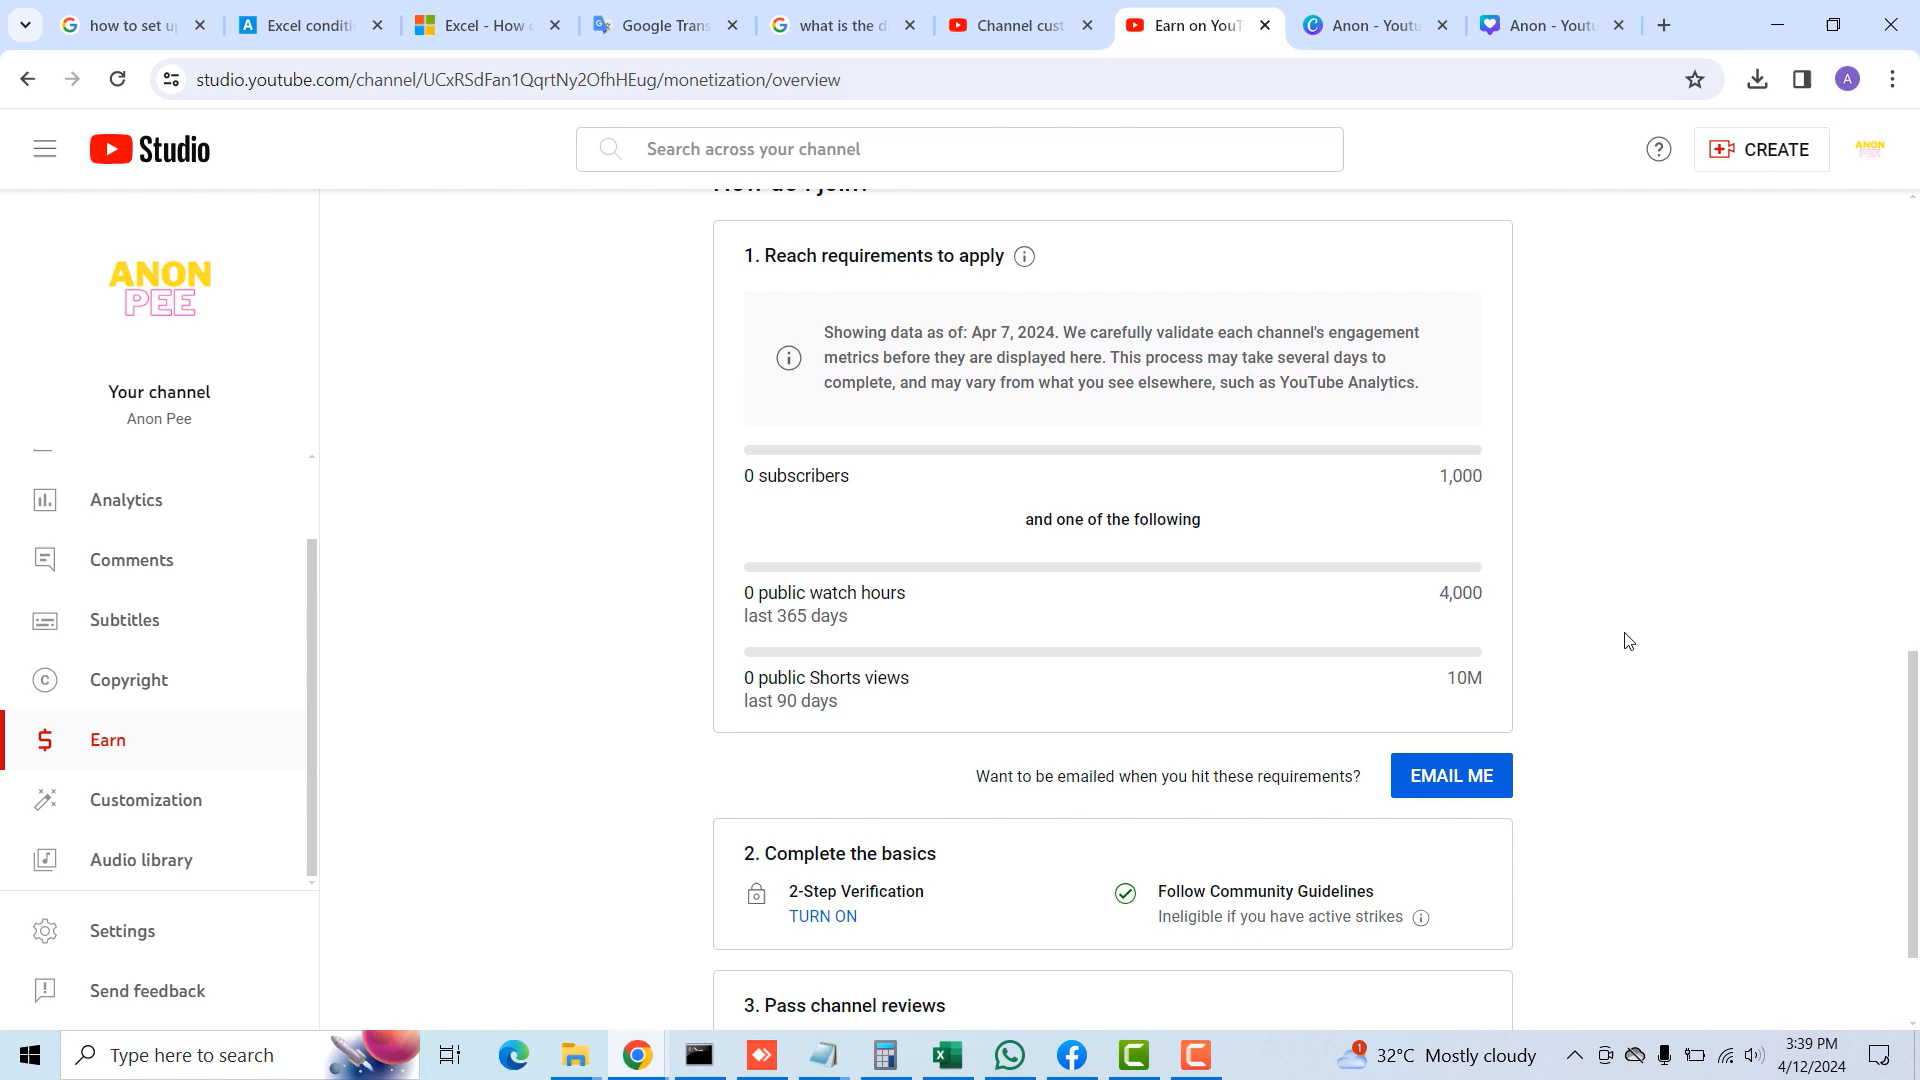 how to set u
Excel conditi
Excel - How
Google Trans
what is the d
Channel cust
Earn on YouT
Anon - Youtu
Anon - Youtu
studio.youtube.com/channel/UCxRSdFan1QqrtNy2OfhHEug/monetization/overview
A
Studio
Search across your channel
CREATE
ANON
PEE
Your channel
Anon Pee
Analytics
Comments
Subtitles
Copyright
Earn
Customization
Audio library
Settings
Send feedback
1. Reach requirements to apply
Showing data as of: Apr 7, 2024. We carefully validate each channel's engagement
metrics before they are displayed here. This process may take several days to
complete, and may vary from what you see elsewhere, such as YouTube Analytics.
0 subscribers 1,000
and one of the following
0 public watch hours 4,000
last 365 days
0 public Shorts views 10M
last 90 days
Want to be emailed when you hit these requirements? EMAIL ME
2. Complete the basics
2-Step Verification
TURN ON
Follow Community Guidelines
Ineligible if you have active strikes
3. Pass channel reviews
Type here to search
1
32°C Mostly cloudy
3:39 PM
4/12/2024